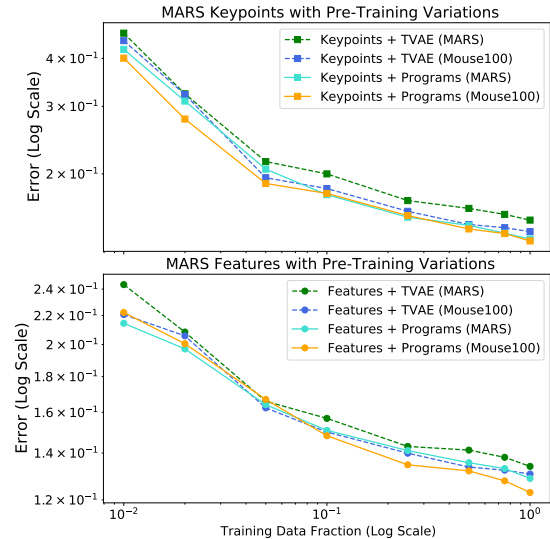 MARS Keypoints with Pre-Training Variations
Keypoints + TVAE (MARS)
Keypoints + TVAE (Mouse100)
Keypoints + Programs (MARS)
Keypoints + Programs (Mouse100)
4 × 10⁻¹
3 × 10⁻¹
2 × 10⁻¹
Error (Log Scale)
MARS Features with Pre-Training Variations
Features + TVAE (MARS)
Features + TVAE (Mouse100)
Features + Programs (MARS)
Features + Programs (Mouse100)
2.4 × 10⁻¹
2.2 × 10⁻¹
2 × 10⁻¹
1.8 × 10⁻¹
1.6 × 10⁻¹
1.4 × 10⁻¹
1.2 × 10⁻¹
Error (Log Scale)
10⁻² 10⁻¹ 10⁰
Training Data Fraction (Log Scale)